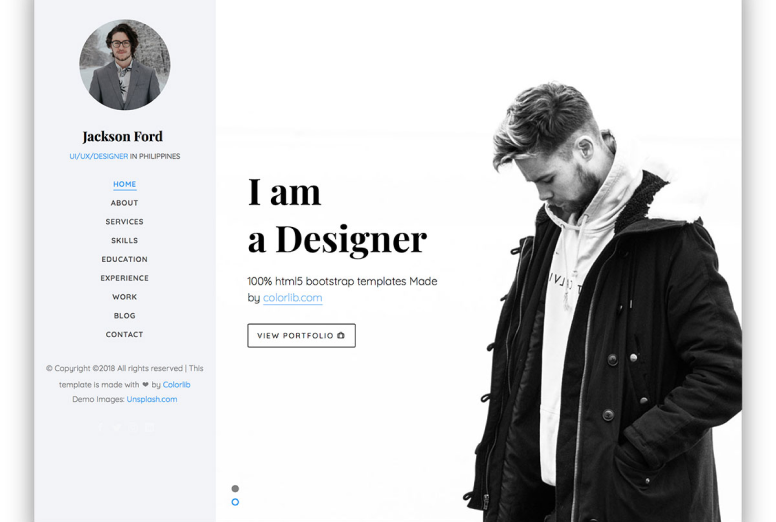 Jackson Ford
UI/UX/DESIGNER IN PHILIPPINES
HOME
ABOUT
SERVICES
SKILLS
EDUCATION
EXPERIENCE
WORK
BLOG
CONTACT
© Copyright ©2018 All rights reserved | This
template is made with ❤ by Colorlib
Demo Images: Unsplash.com
I am
a Designer
100% html5 bootstrap templates Made
by colorlib.com
VIEW PORTFOLIO